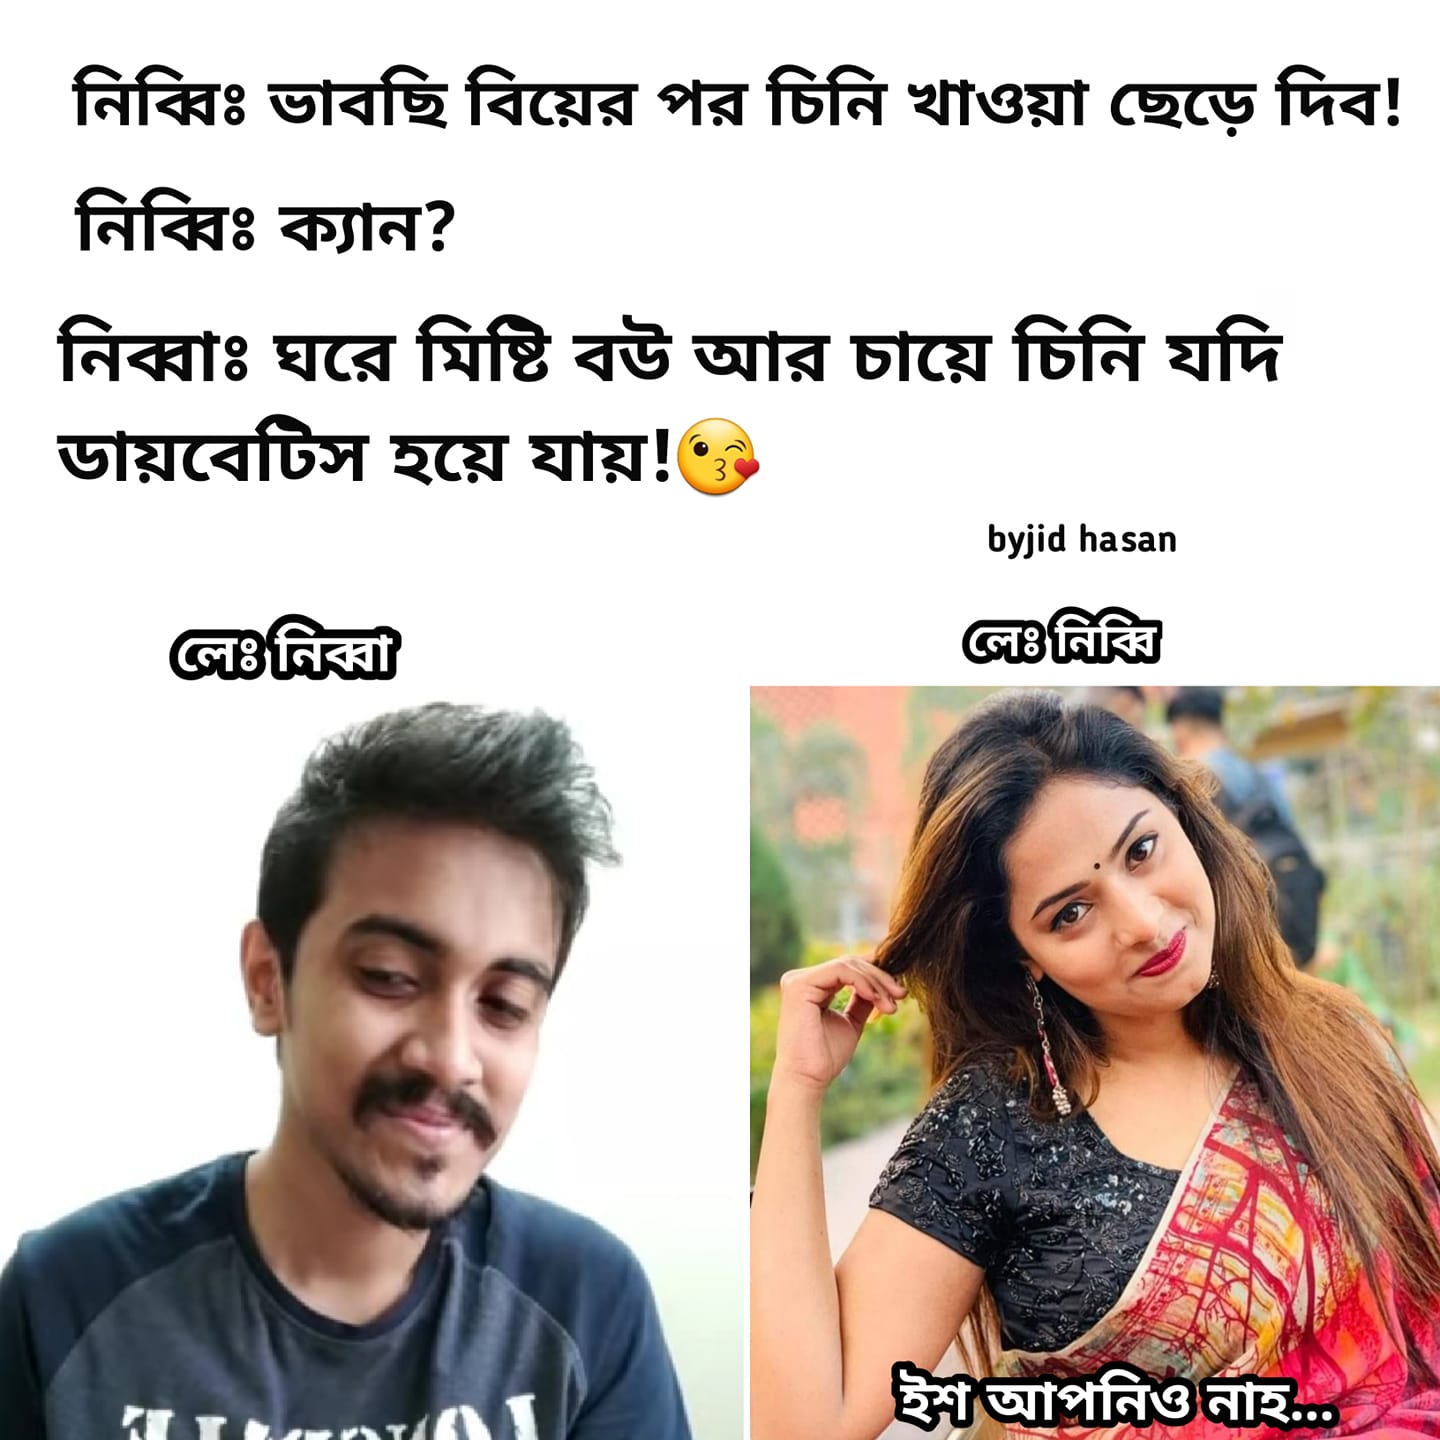 নিব্বিঃ ভাবছি বিয়ের পর চিনি খাওয়া ছেড়ে দিব!
নিব্বিঃ ক্যান?
নিব্বাঃ ঘরে মিষ্টি বউ আর চায়ে চিনি যদি
ডায়বেটিস হয়ে যায়!😘
byjid hasan
লেঃ নিব্বা
লেঃ নিব্বি
ইশ আপনিও নাহ...